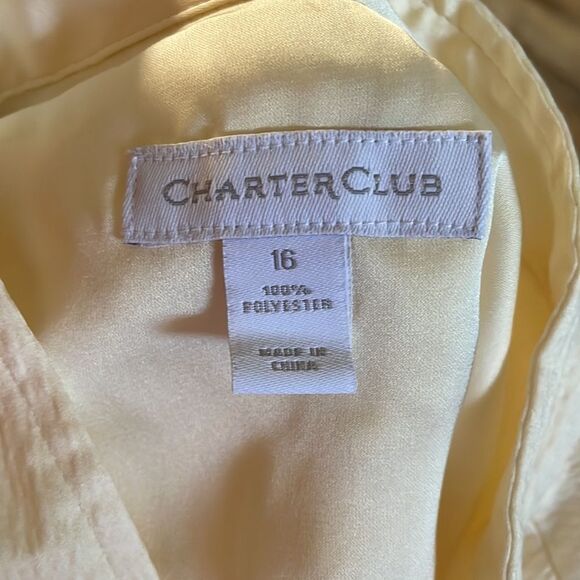 CHARTER CLUB
16
100%
POLYESTER
MADE IN
CHINA